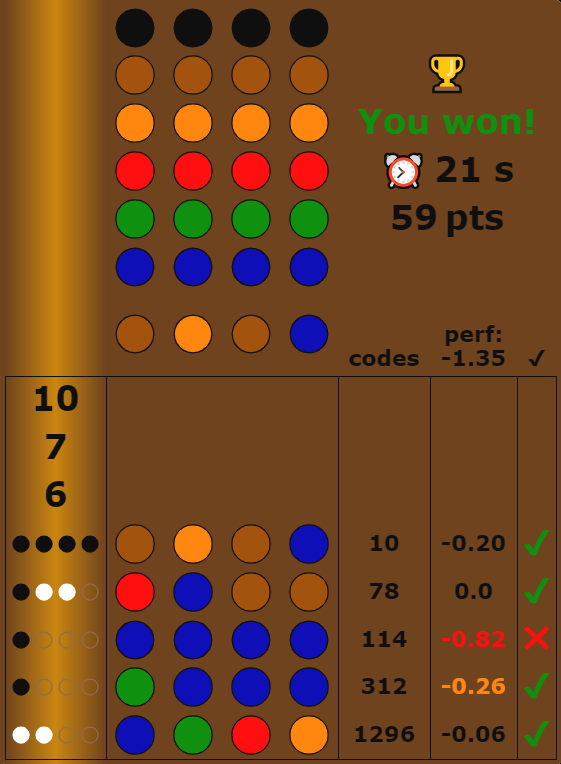 You won!
21 s
59 pts
perf:
codes -1.35 ✓
10
7
6
10 -0.20 ✓
78 0.0 ✓
114 -0.82 ✕
312 -0.26 ✓
1296 -0.06 ✓